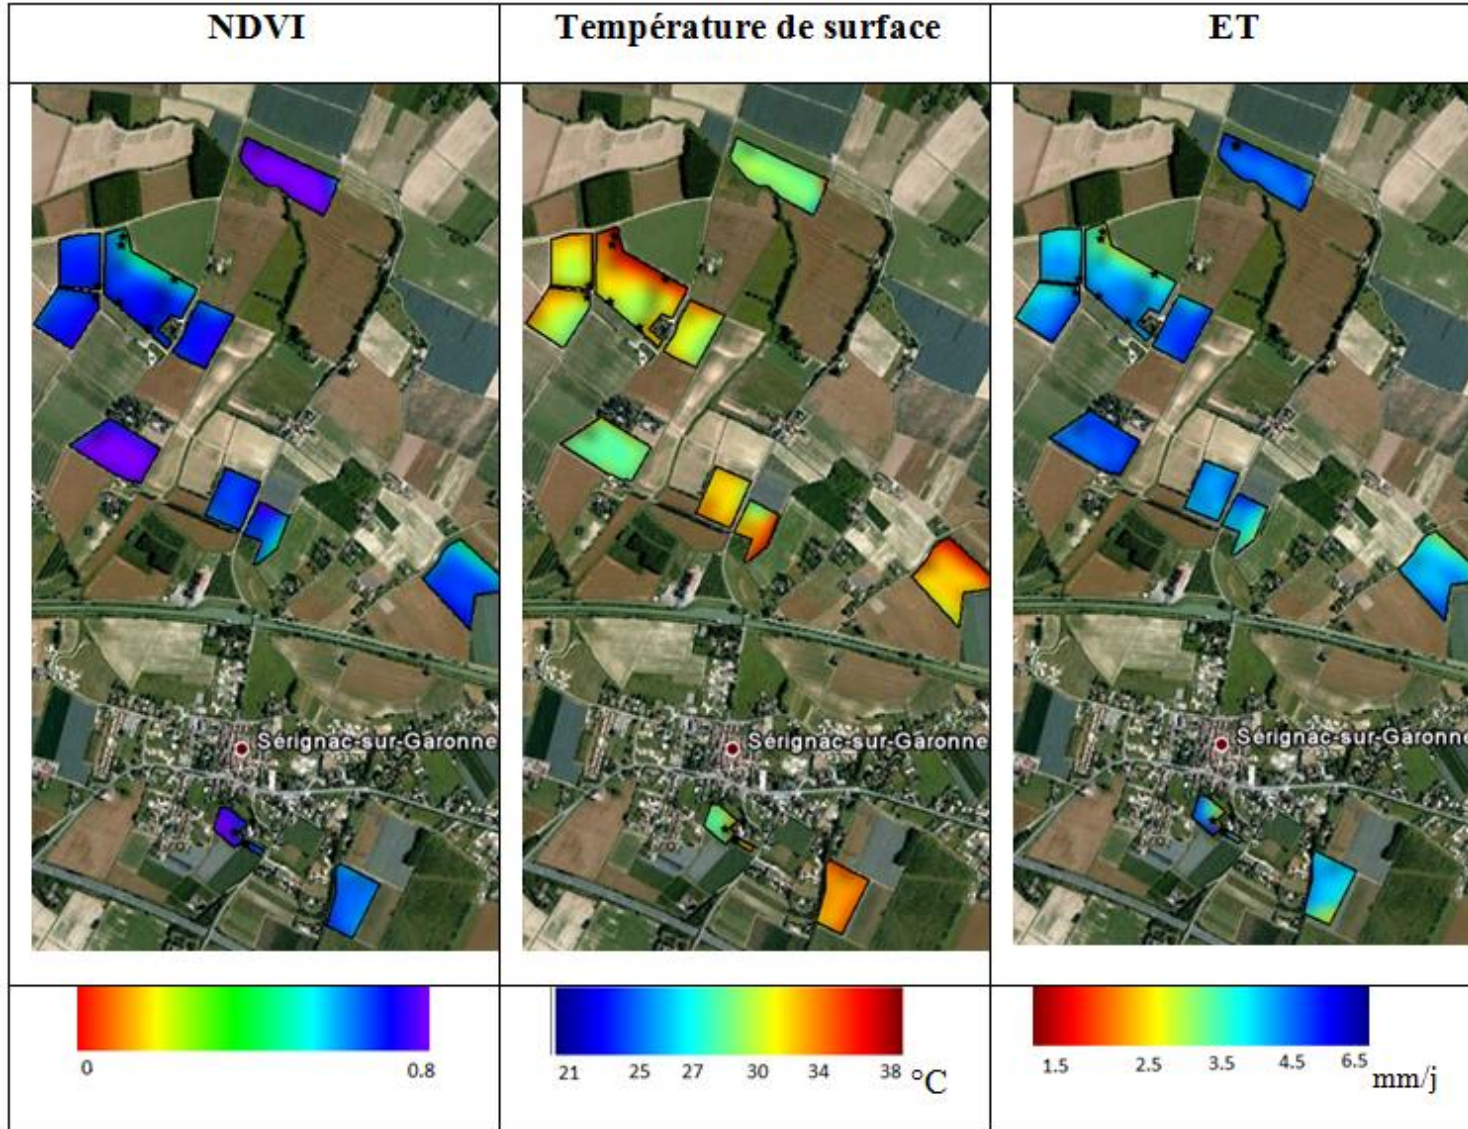 NDVI
Température de surface
ET
Sérignac-sur-Garonne
Sérignac-sur-Garonne
Sérignac-sur-Garonne
0 0.8
21 25 27 30 34 38 °C
1.5 2.5 3.5 4.5 6.5 mm/j